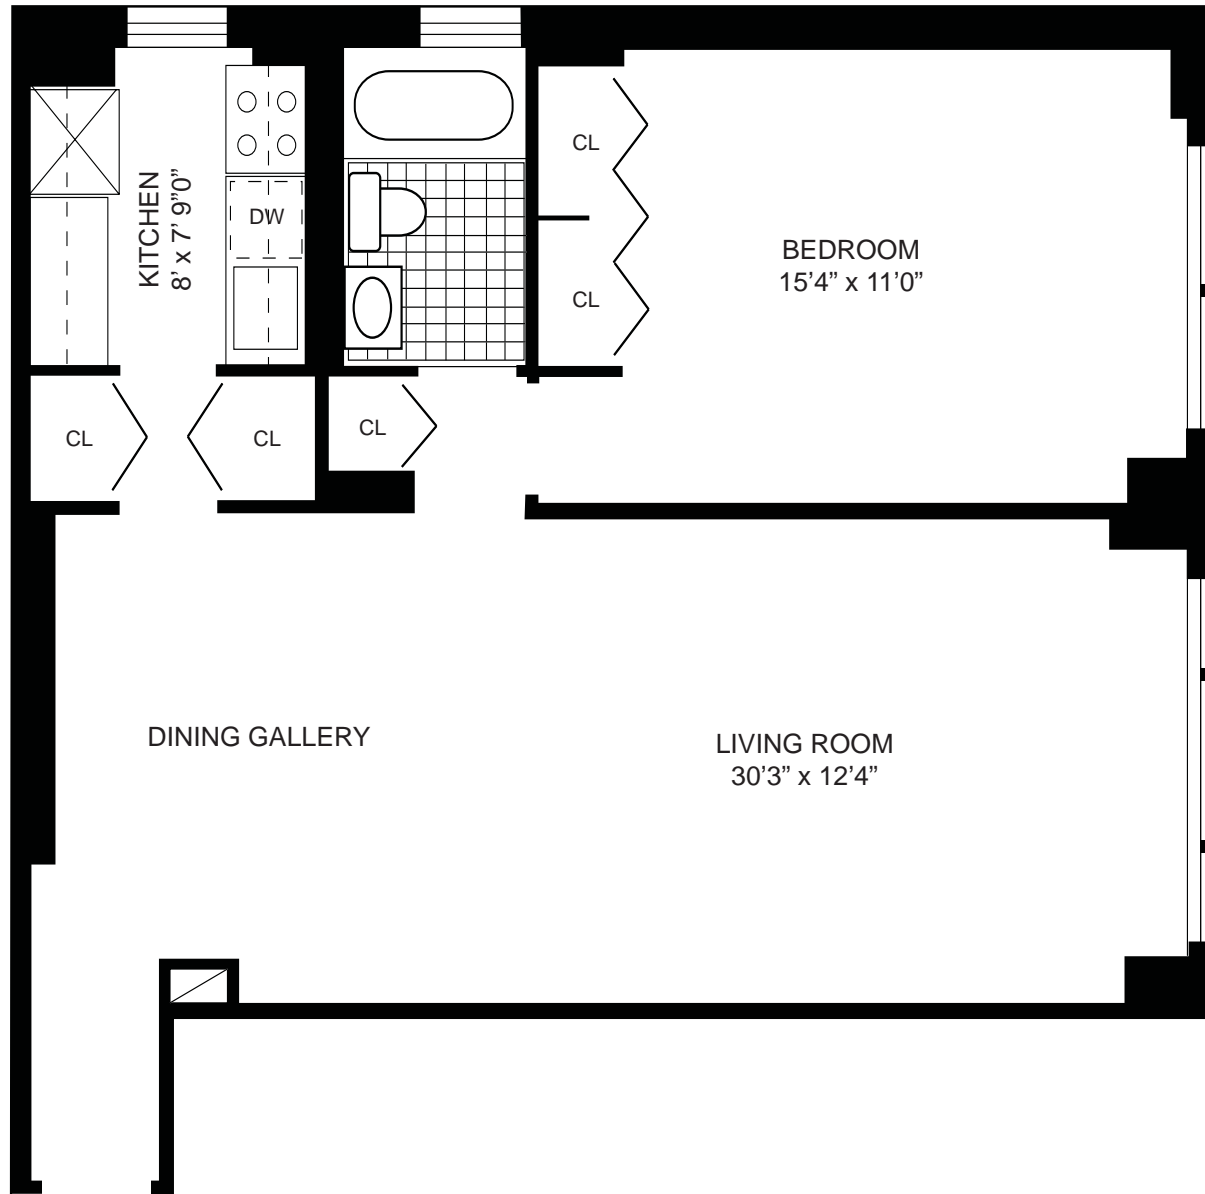 KITCHEN
8’ x 7’ 9”0”
DW
CL
CL
BEDROOM
15’4” x 11’0”
CL
CL
CL
DINING GALLERY
LIVING ROOM
30’3” x 12’4”